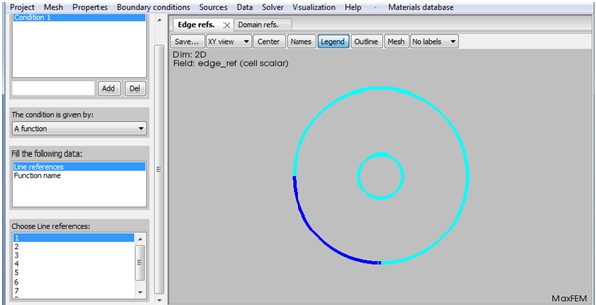 Project Mesh Propertes Boundary conditions Sources Data Solver Vsualization Help - Materials database
Condition 1
Add Del
The condition is given by:
A function
Fill the following data:
Line references
Function name
Choose Line references:
1
2
3
4
5
6
7
Edge refs. X Domain refs.
Save... XY view Center Names Legend Outline Mesh No labels
Dim: 2D
Field: edge_ref (cell scalar)
MaxFEM